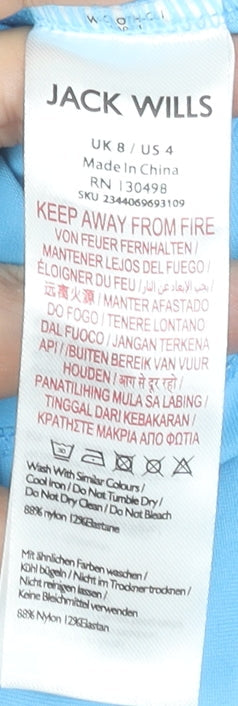 JACK WILLS
UK 8 / US 4
Made In China
RN 130498
SKU 2344069693109
KEEP AWAY FROM FIRE
VON FEUER FERNHALTEN /
MANTENER LEJOS DEL FUEGO /
ÉLOIGNER DU FEU / يجب الإبعاد عن النار /
远离火源 / MANTER AFASTADO
DO FOGO / TENERE LONTANO
DAL FUOCO / JANGAN TERKENA
API / /BUITEN BEREIK VAN VUUR
HOUDEN / आग से दूर रही /
PANATILIHING MULA SA LABING /
TINGGAL DARI KEBAKARAN /
ΚΡΑΤΗΣΤΕ ΜΑΚΡΙΑ ΑΠΟ ΦΩΤΙΑ
30
Wash With Similar Colours /
Cool Iron / Do Not Tumble Dry /
Do Not Dry Clean / Do Not Bleach
88% nylon 12%Elastane
Mit ähnlichen Farben waschen /
Kühl bügeln / Nicht im Trockner trocknen /
Nicht reinigen lassen /
Keine Bleichmittel verwenden
88% Nylon 12%Elastan